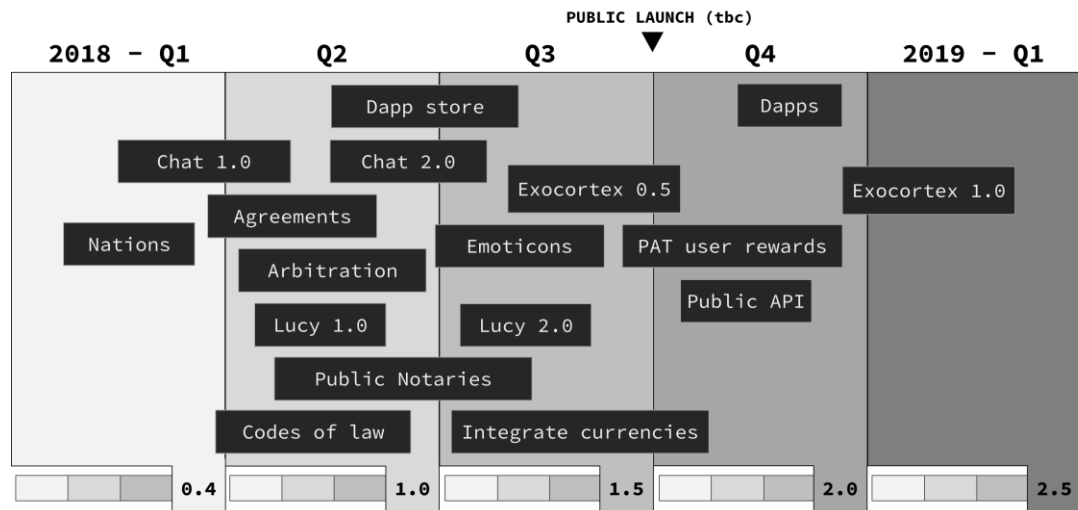 PUBLIC LAUNCH (tbc)
2018 - Q1
Q2
Q3
Q4
2019 - Q1
Dapp store
Dapps
Chat 1.0
Chat 2.0
Exocortex 0.5
Exocortex 1.0
Agreements
Nations
Emoticons
PAT user rewards
Arbitration
Public API
Lucy 1.0
Lucy 2.0
Public Notaries
Codes of law
Integrate currencies
0.4
1.0
1.5
2.0
2.5